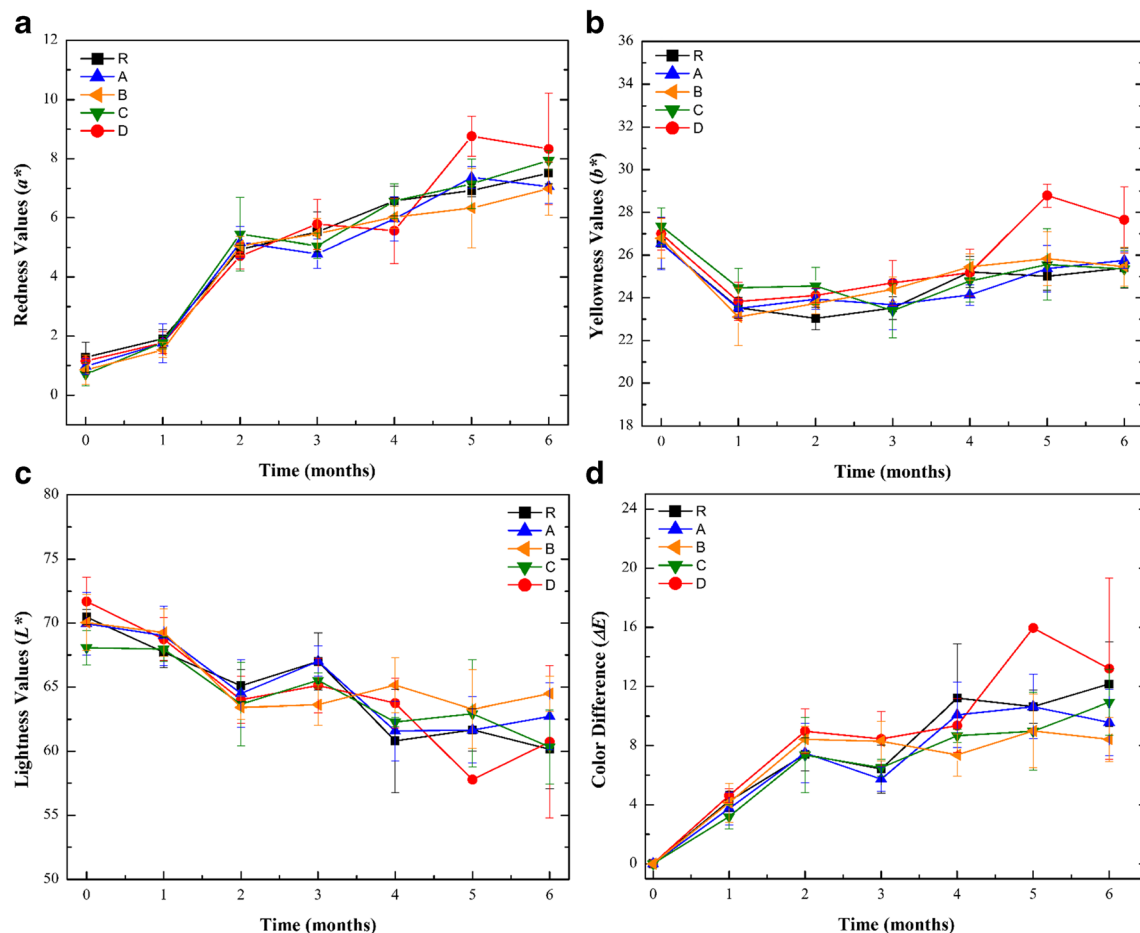 a
12
10
8
6
4
2
0
R
A
B
C
D
Redness Values (a*)
0 1 2 3 4 5 6
Time (months)
b
36
34
32
30
28
26
24
22
20
18
R
A
B
C
D
Yellowness Values (b*)
0 1 2 3 4 5 6
Time (months)
c
80
75
70
65
60
55
50
R
A
B
C
D
Lightness Values (L*)
0 1 2 3 4 5 6
Time (months)
d
24
20
16
12
8
4
0
R
A
B
C
D
Color Difference (ΔE)
0 1 2 3 4 5 6
Time (months)